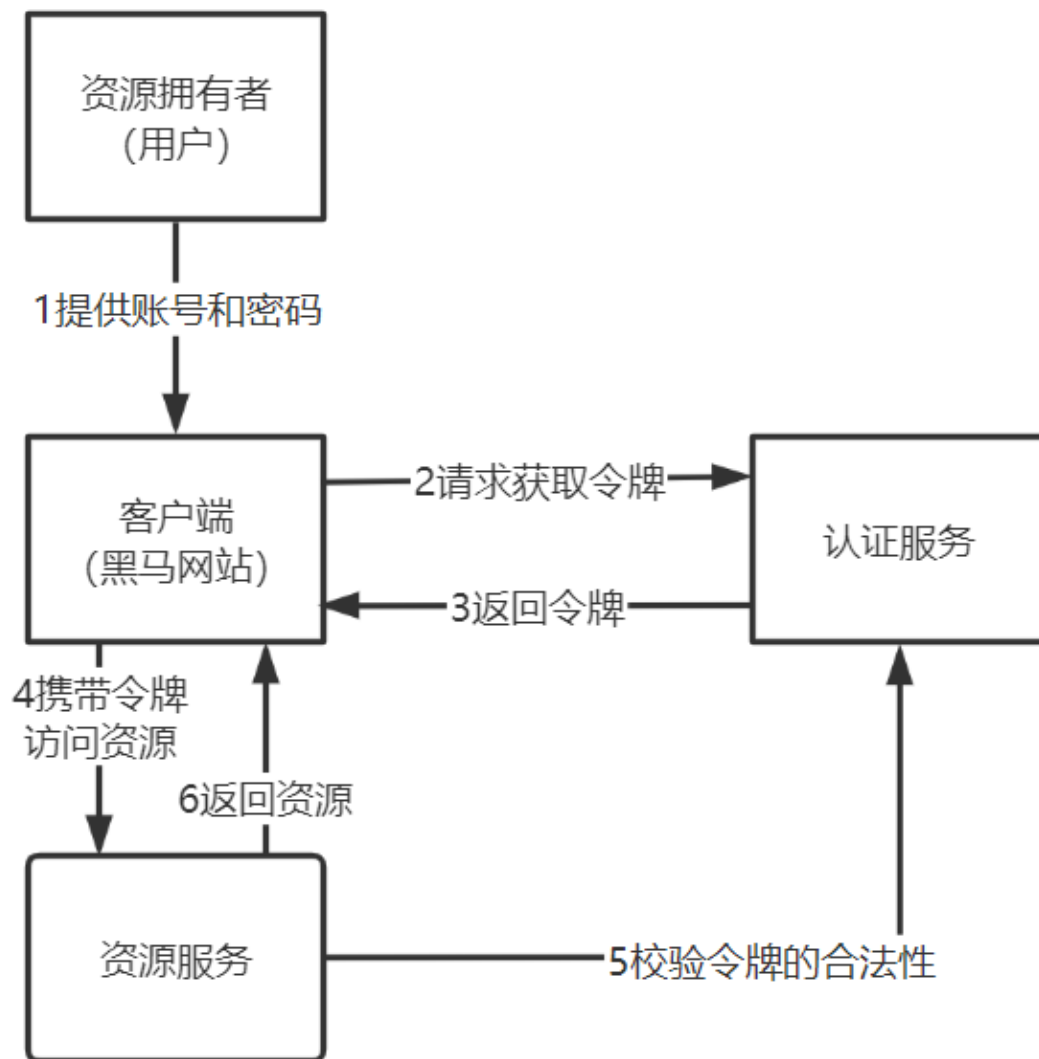 资源拥有者
（用户）
1提供账号和密码
客户端
（黑马网站）
2请求获取令牌
认证服务
3返回令牌
4携带令牌
访问资源
6返回资源
资源服务
5校验令牌的合法性